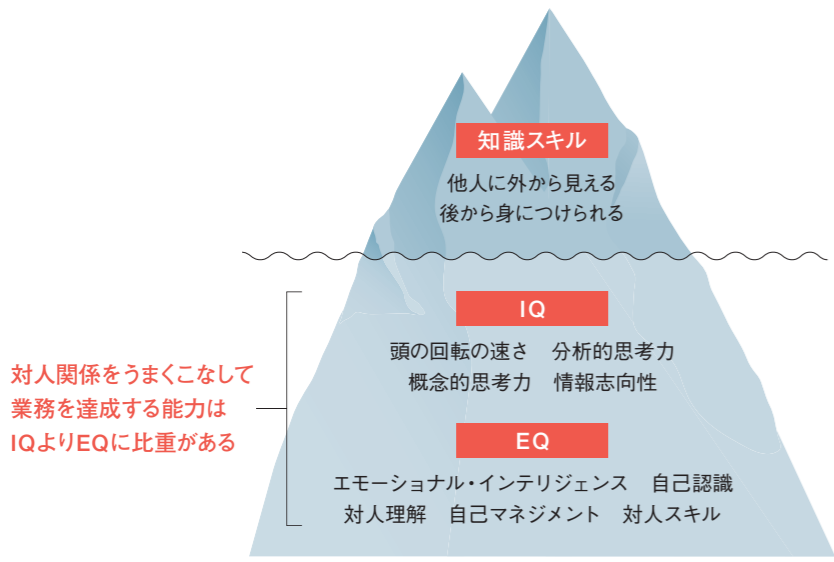 知識スキル
他人に外から見える
後から身につけられる
IQ
頭の回転の速さ　分析的思考力
概念的思考力　情報志向性
対人関係をうまくこなして
業務を達成する能力は
IQよりEQに比重がある
EQ
エモーショナル・インテリジェンス　自己認識
対人理解　自己マネジメント　対人スキル